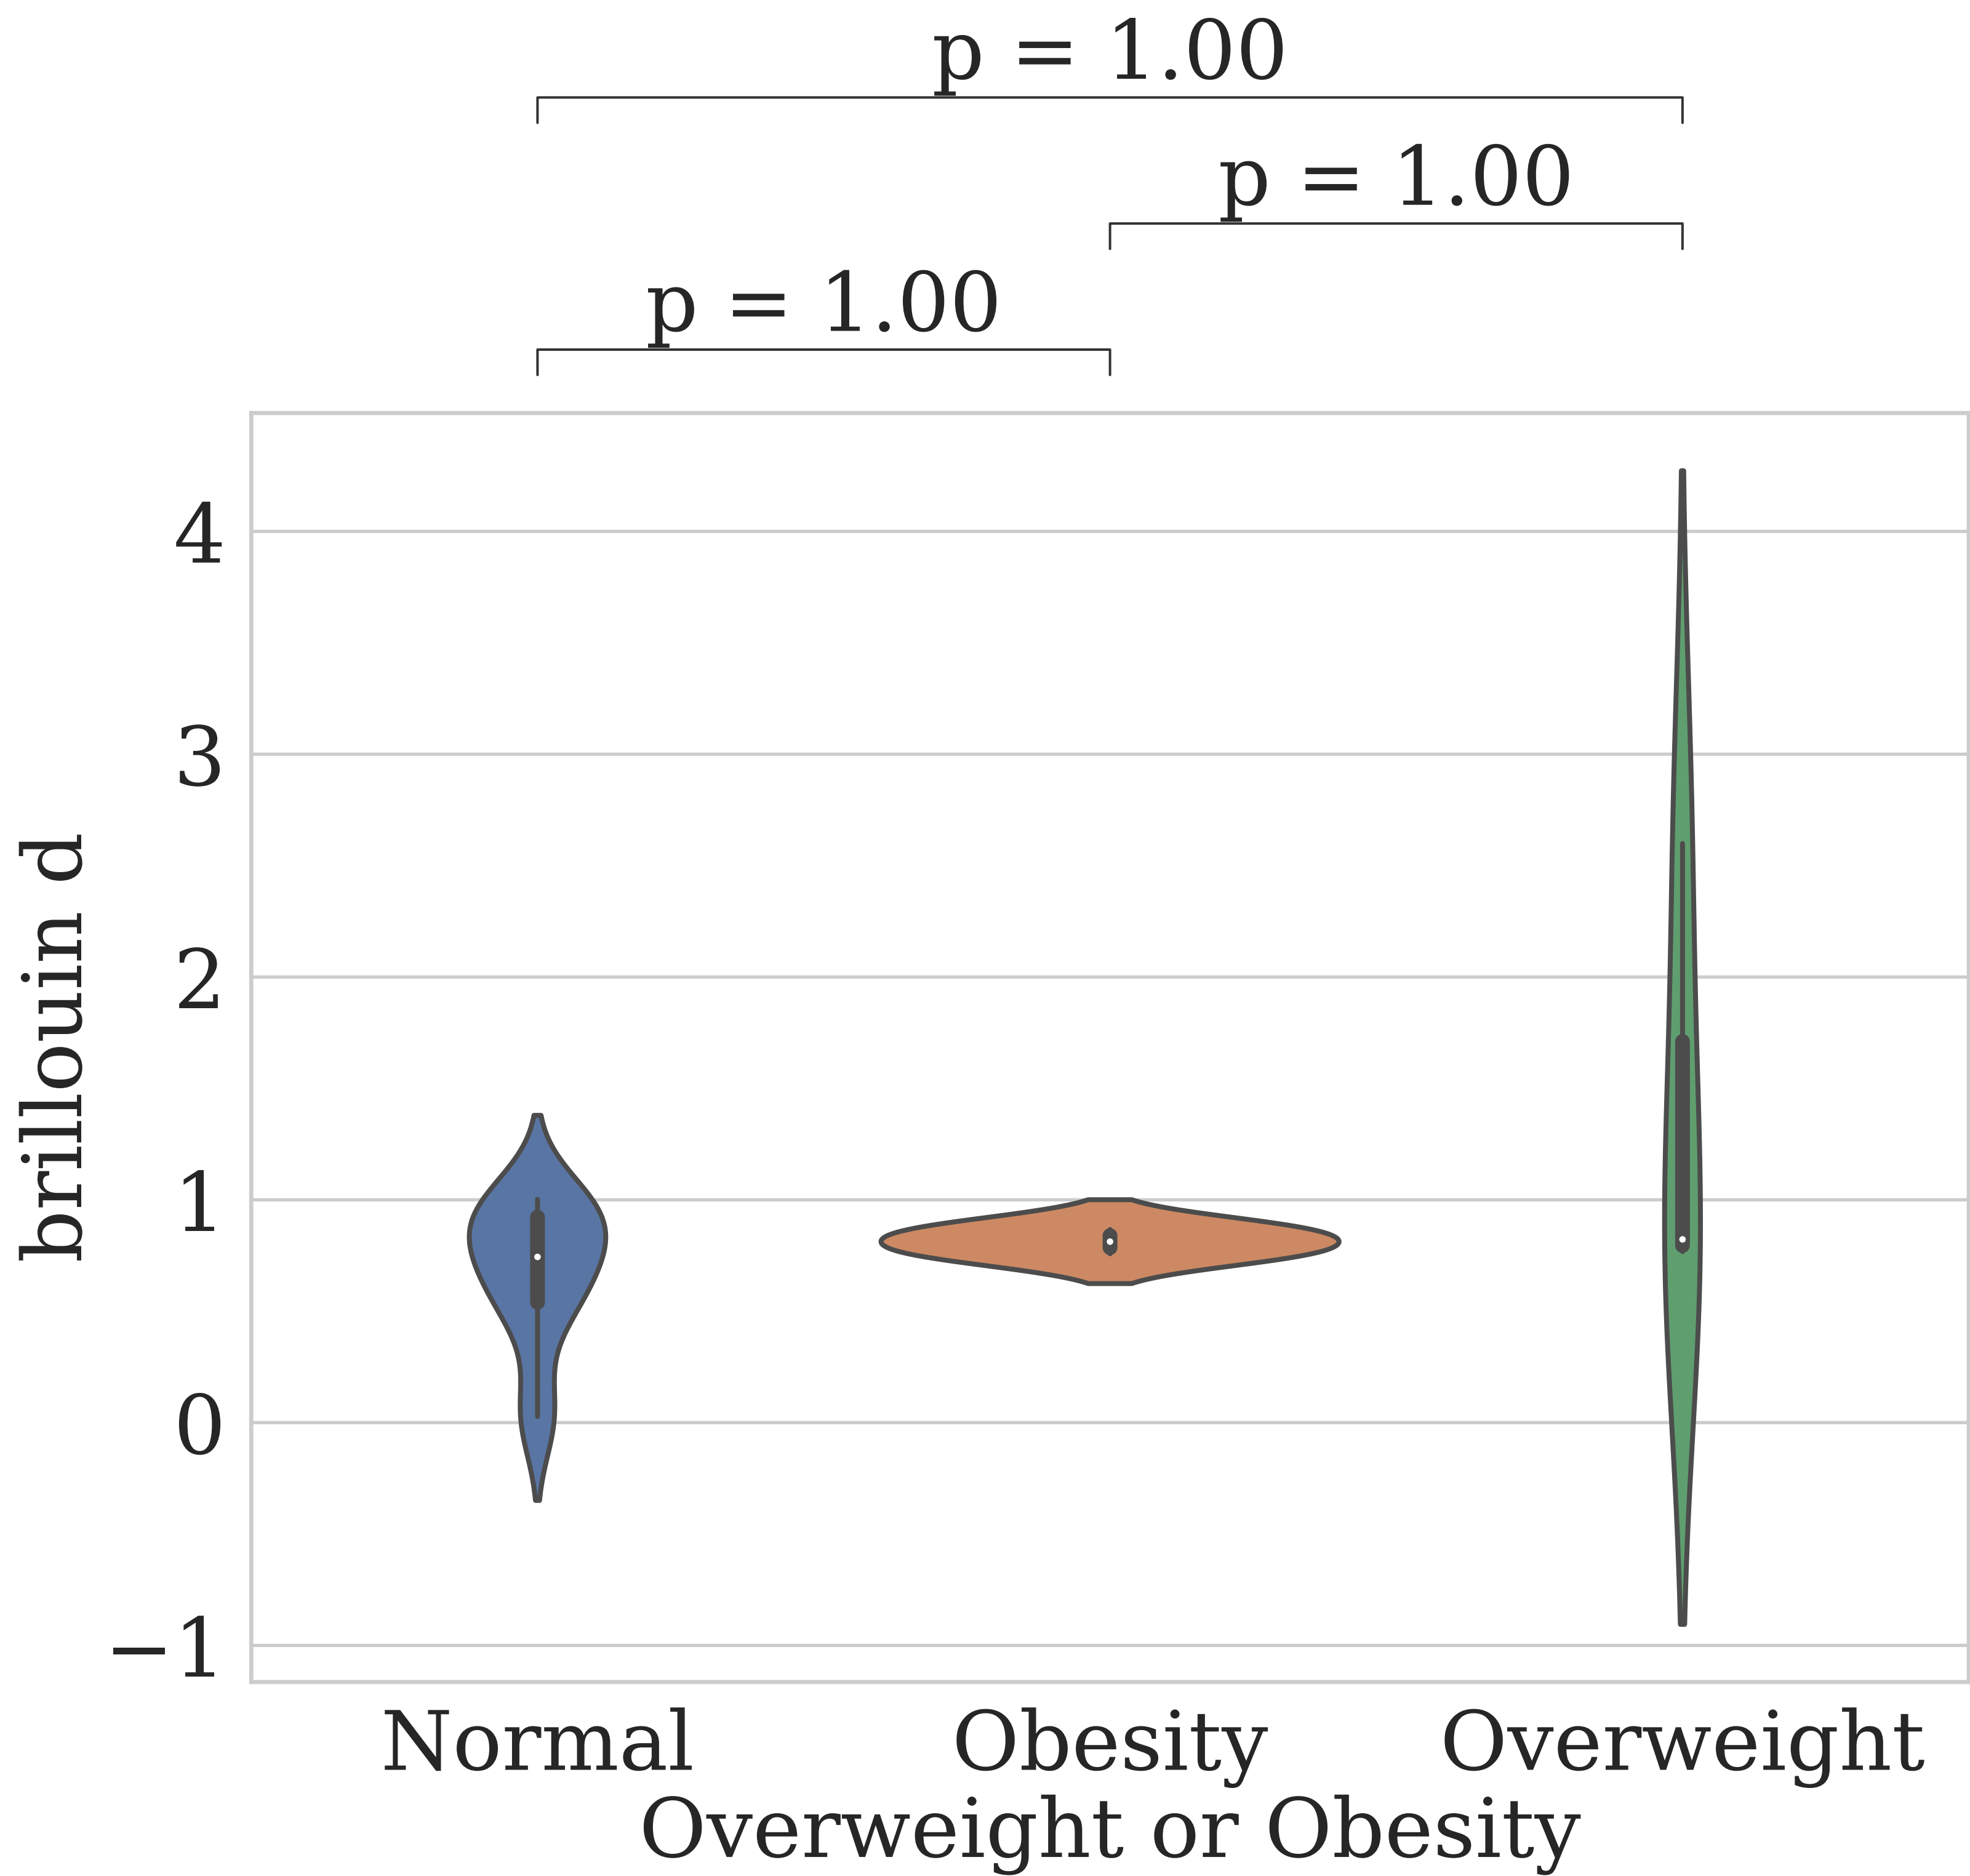 p = 1.00
p = 1.00
p = 1.00
brillouin d
4
3
2
1
0
−1
Normal
Obesity
Overweight
Overweight or Obesity